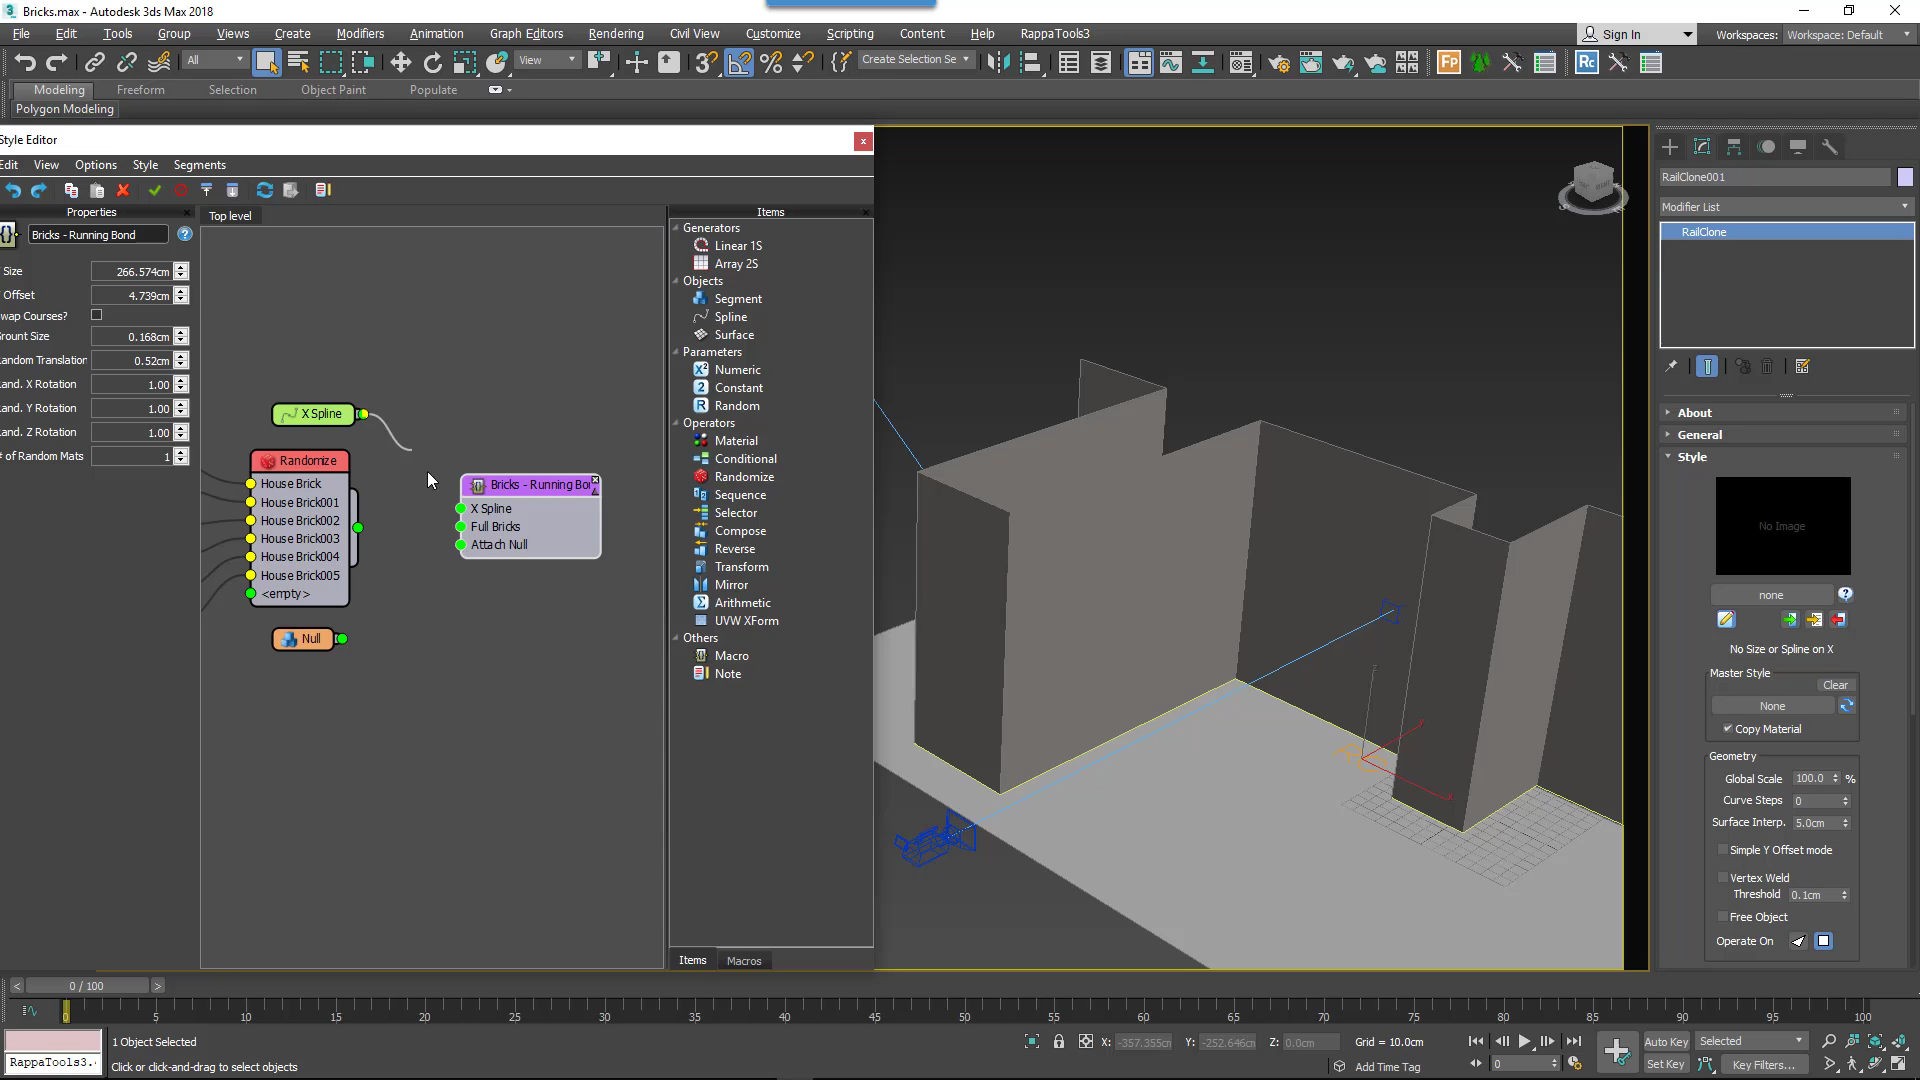 Bricks.max - Autodesk 3ds Max 2018
File Edit Tools Group Views Create Modifiers Animation Graph Editors Rendering Civil View Customize Scripting Content Help RappaTools3
Sign In
Workspaces: Workspace: Default
All
View
Create Selection Se
Fp
Rc
Modeling Freeform Selection Object Paint Populate
Polygon Modeling
Style Editor
Edit View Options Style Segments
Properties
Top level
Items
Bricks - Running Bond
Size 266.574cm
Offset 4.739cm
wap Courses?
rount Size 0.168cm
andom Translation 0.52cm
and. X Rotation 1.00
and. Y Rotation 1.00
and. Z Rotation 1.00
# of Random Mats 1
X Spline
Randomize
House Brick
House Brick001
House Brick002
House Brick003
House Brick004
House Brick005
<empty>
Null
Bricks - Running Bo
X Spline
Full Bricks
Attach Null
Generators
Linear 1S
Array 2S
Objects
Segment
Spline
Surface
Parameters
Numeric
Constant
Random
Operators
Material
Conditional
Randomize
Sequence
Selector
Compose
Reverse
Transform
Mirror
Arithmetic
UVW XForm
Others
Macro
Note
Items Macros
RailClone001
Modifier List
RailClone
About
General
Style
No Image
none
No Size or Spline on X
Master Style
Clear
None
Copy Material
Geometry
Global Scale 100.0 %
Curve Steps 0
Surface Interp. 5.0cm
Simple Y Offset mode
Vertex Weld
Threshold 0.1cm
Free Object
Operate On
< 0 / 100 >
0 5 10 15 20 25 30 35 40 45 50 55 60 65 70 75 80 85 90 95 100
1 Object Selected
X: -357.355cm Y: -252.646cm Z: 0.0cm Grid = 10.0cm
Auto Key Selected
RappaTools3.
Click or click-and-drag to select objects
Add Time Tag
0
Set Key Key Filters...